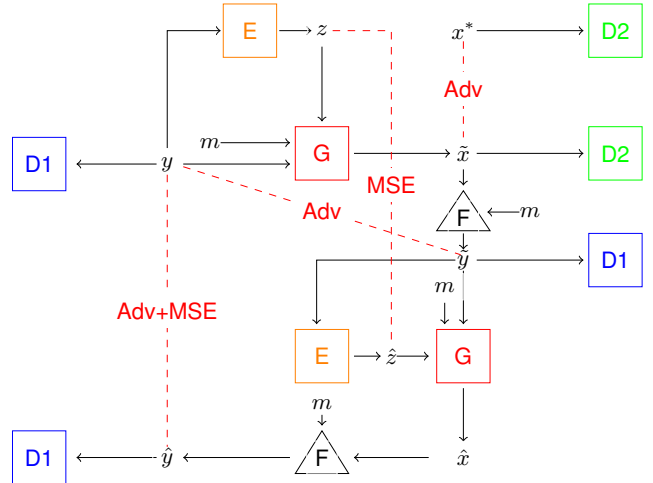 E z x* D2
Adv
m
D1 y G x̃ D2
MSE
F m
Adv
ỹ D1
m
Adv+MSE
E ẑ G
m
D1 ŷ F x̂